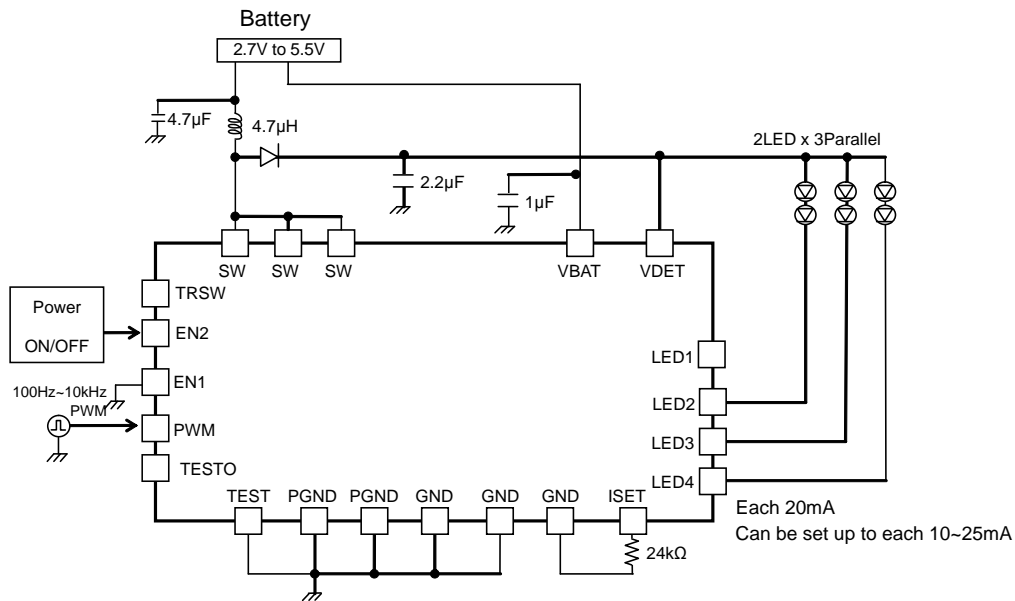 Battery
2.7V to 5.5V
4.7µF
4.7µH
2LED x 3Parallel
2.2µF
1µF
SW
SW
SW
VBAT
VDET
TRSW
Power
ON/OFF
EN2
EN1
100Hz~10kHz
PWM
PWM
TESTO
LED1
LED2
LED3
LED4
TEST
PGND
PGND
GND
GND
GND
ISET
Each 20mA
Can be set up to each 10~25mA
24kΩ